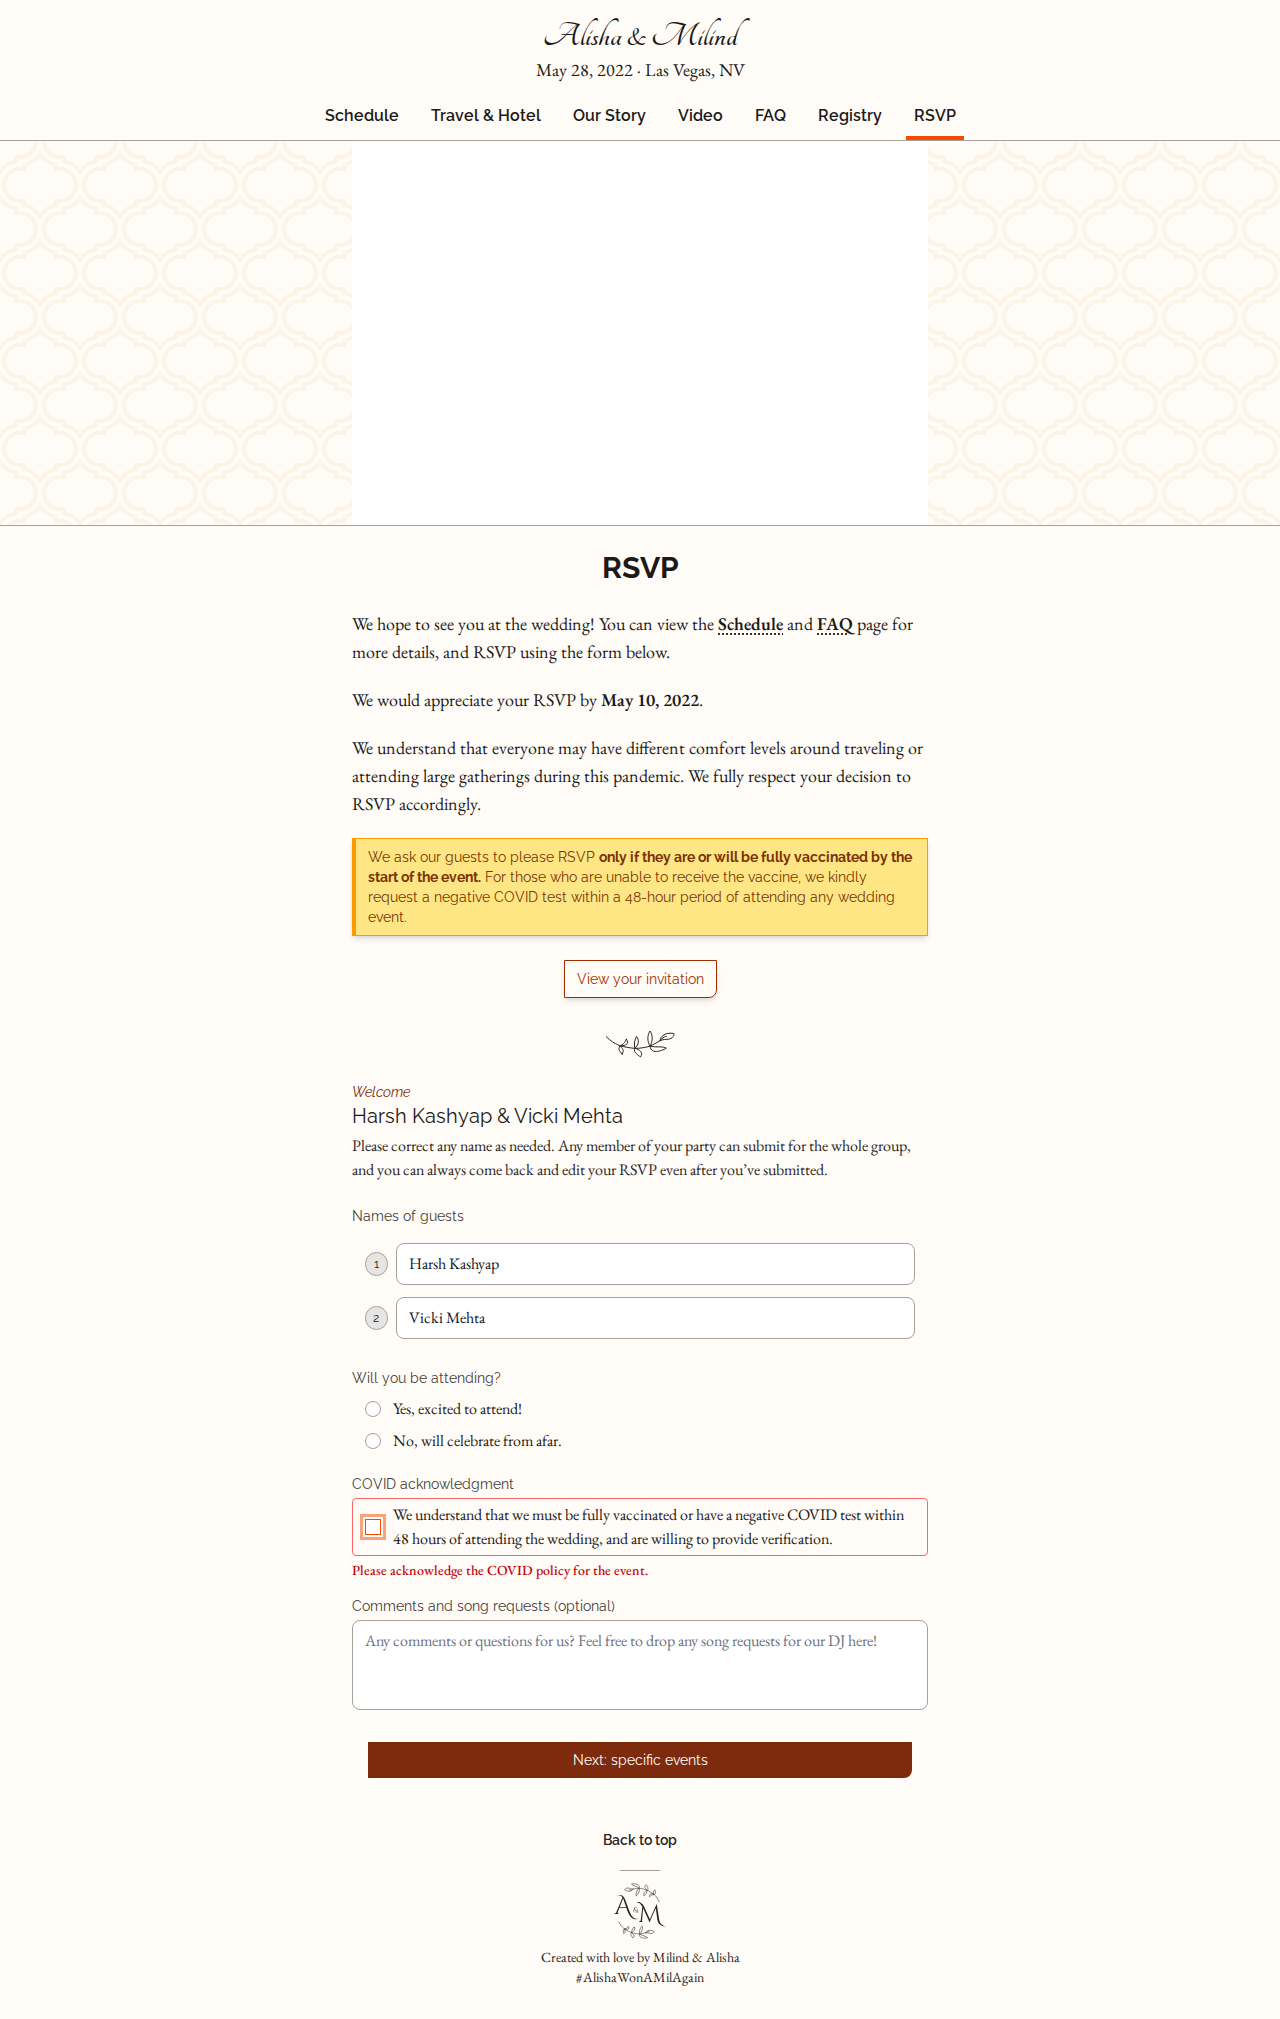 Alisha & Milind
May 28, 2022 · Las Vegas, NV
Schedule Travel & Hotel Our Story Video FAQ Registry RSVP
RSVP
We hope to see you at the wedding! You can view the Schedule and FAQ page for
more details, and RSVP using the form below.
We would appreciate your RSVP by May 10, 2022.
We understand that everyone may have different comfort levels around traveling or
attending large gatherings during this pandemic. We fully respect your decision to
RSVP accordingly.
We ask our guests to please RSVP only if they are or will be fully vaccinated by the
start of the event. For those who are unable to receive the vaccine, we kindly
request a negative COVID test within a 48-hour period of attending any wedding
event.
View your invitation
Welcome
Harsh Kashyap & Vicki Mehta
Please correct any name as needed. Any member of your party can submit for the whole group,
and you can always come back and edit your RSVP even after you’ve submitted.
Names of guests
1 Harsh Kashyap
2 Vicki Mehta
Will you be attending?
Yes, excited to attend!
No, will celebrate from afar.
COVID acknowledgment
We understand that we must be fully vaccinated or have a negative COVID test within
48 hours of attending the wedding, and are willing to provide verification.
Please acknowledge the COVID policy for the event.
Comments and song requests (optional)
Any comments or questions for us? Feel free to drop any song requests for our DJ here!
Next: specific events
Back to top
A & M
Created with love by Milind & Alisha
#AlishaWonAMilAgain